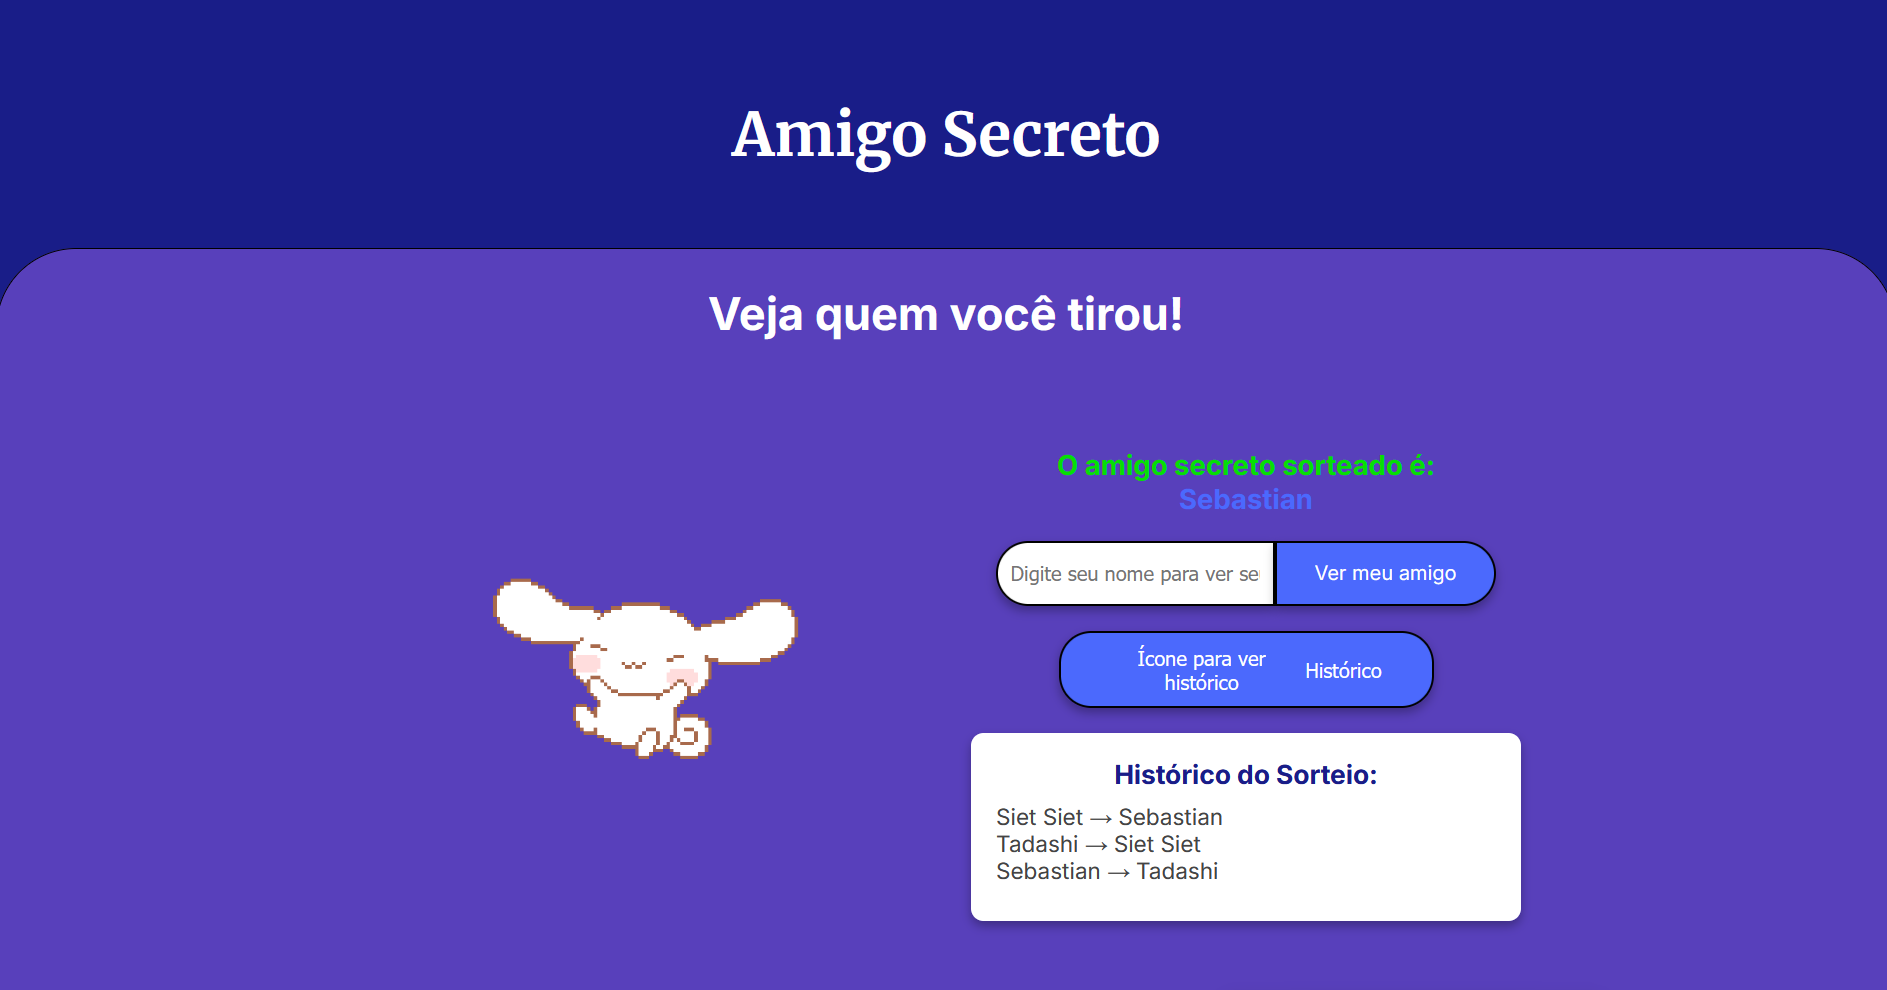 Amigo Secreto
Veja quem você tirou!
O amigo secreto sorteado é:
Sebastian
Digite seu nome para ver se
Ver meu amigo
Ícone para ver
histórico
Histórico
Histórico do Sorteio:
Siet Siet → Sebastian
Tadashi → Siet Siet
Sebastian → Tadashi